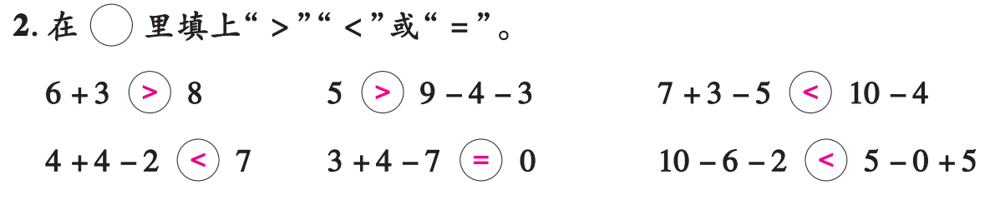 2. 在 ○ 里填上“ > ”“ < ”或“ = ”。
6 + 3 > 8 5 > 9 - 4 - 3 7 + 3 - 5 < 10 - 4
4 + 4 - 2 < 7 3 + 4 - 7 = 0 10 - 6 - 2 < 5 - 0 + 5